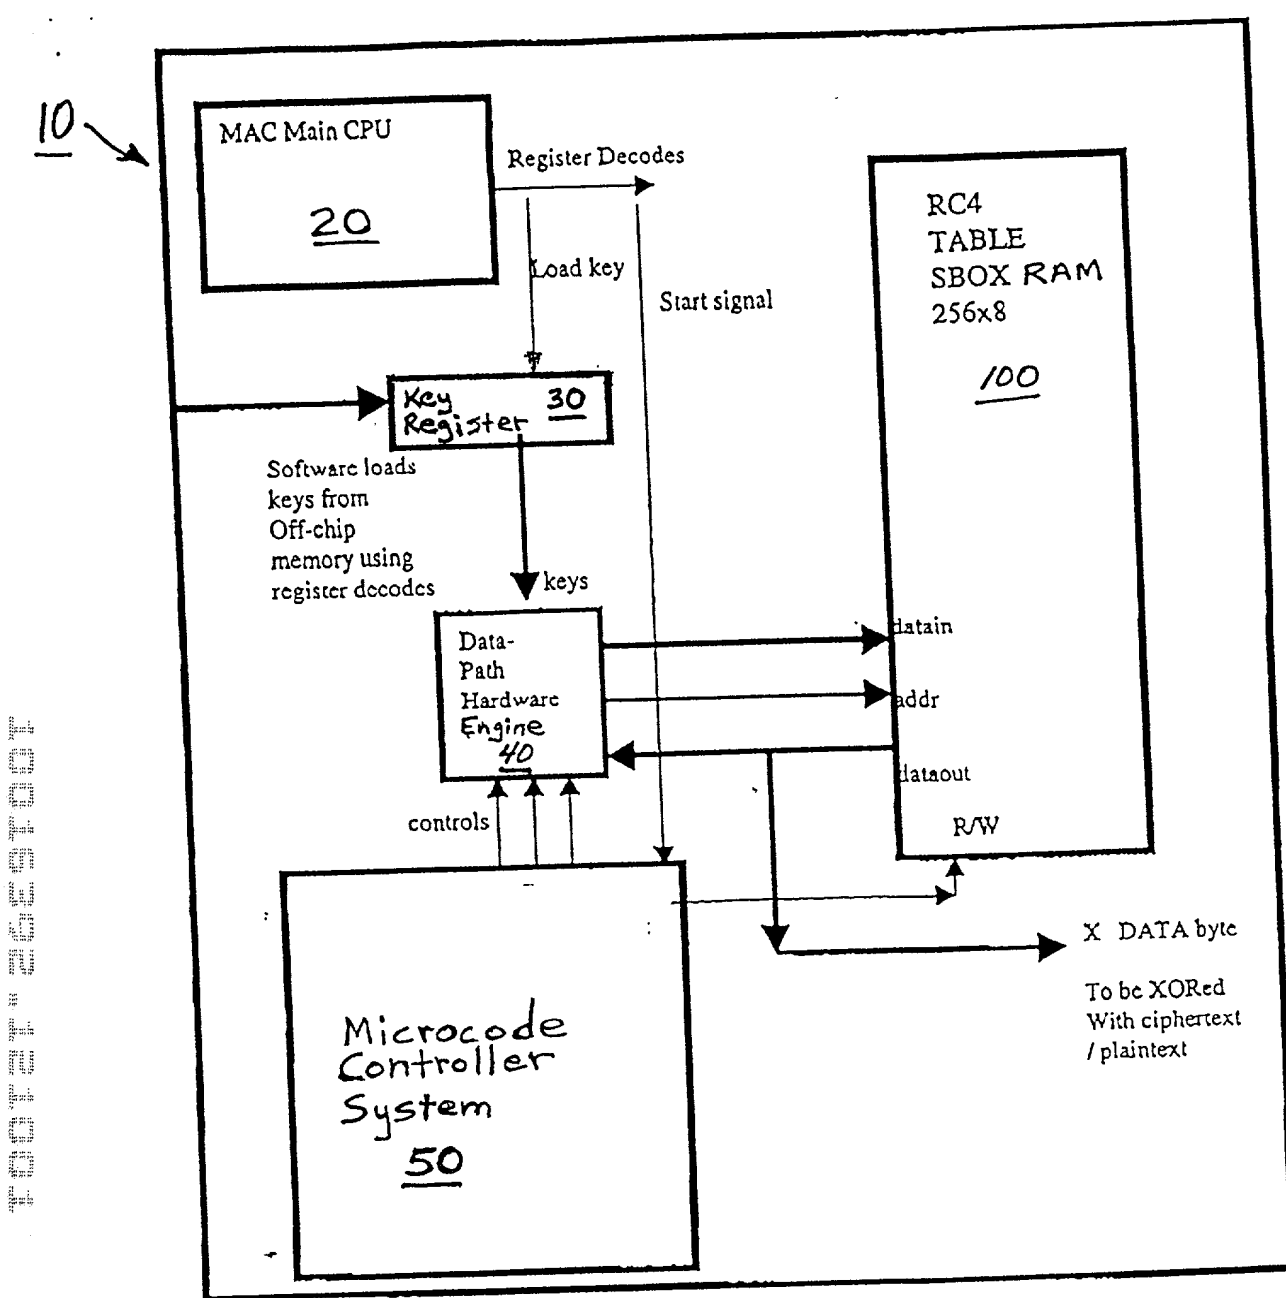 10
MAC Main CPU
20
Register Decodes
Load key
Start signal
RC4
TABLE
SBOX RAM
256x8
100
Key 30
Register
Software loads
keys from
Off-chip
memory using
register decodes
keys
Data-
Path
Hardware
Engine
40
datain
addr
dataout
R/W
controls
X DATA byte
To be XORed
With ciphertext
/ plaintext
Microcode
Controller
System
50